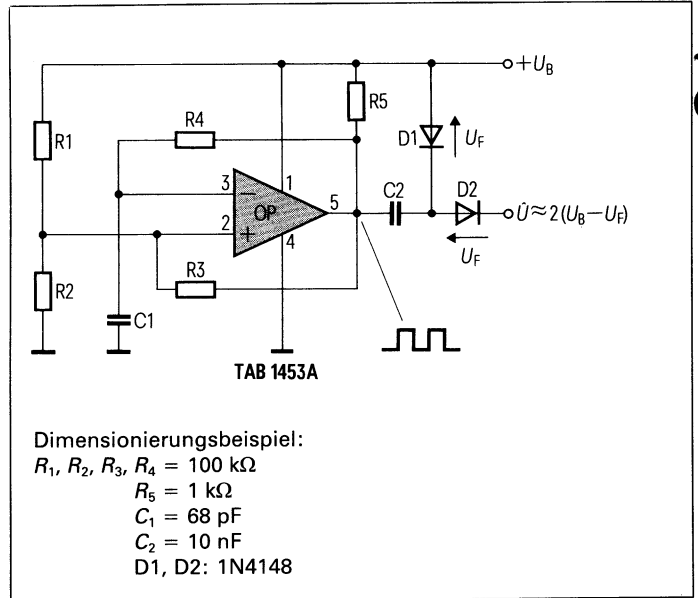 +U_B
R5
R4
D1
U_F
R1
3
1
−
OP
5
C2
D2
Û≈2(U_B−U_F)
2
+
4
U_F
R3
R2
C1
TAB 1453A
Dimensionierungsbeispiel:
R₁, R₂, R₃, R₄ = 100 kΩ
R₅ = 1 kΩ
C₁ = 68 pF
C₂ = 10 nF
D1, D2: 1N4148